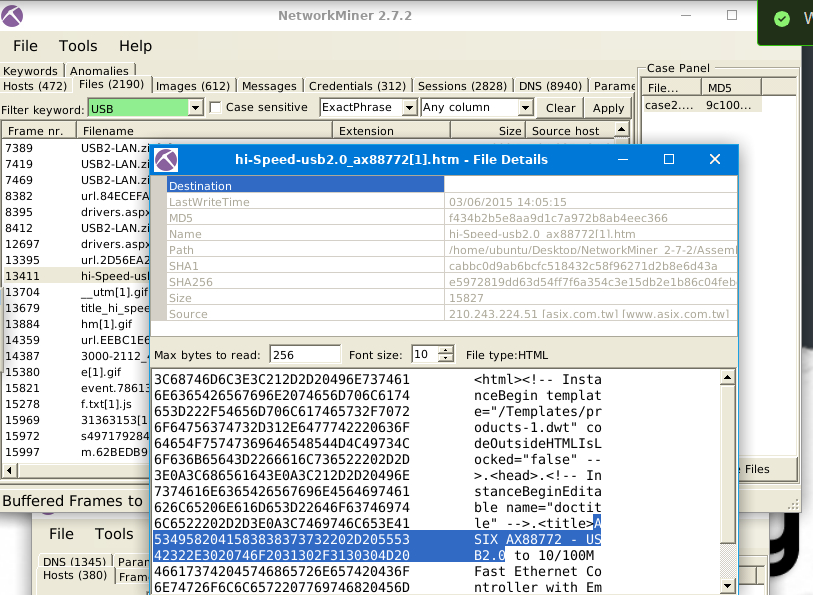 NetworkMiner 2.7.2
File Tools Help
Keywords Anomalies
Hosts (472) Files (2190) Images (612) Messages Credentials (312) Sessions (2828) DNS (8940) Parame
Filter keyword: USB Case sensitive ExactPhrase Any column Clear Apply
Frame nr. Filename Extension Size Source host
7389 USB2-LAN.zi
7419 USB2-LAN.zi
7469 USB2-LAN.zi
8382 url.84ECEFA
8395 drivers.aspx
8412 USB2-LAN.zi
12697 drivers.aspx
13395 url.2D56EA2
13411 hi-Speed-usl
13704 __utm[1].gif
13679 title_hi_spee
13884 hm[1].gif
14359 url.EEBC1E6
14387 3000-2112_4
15380 e[1].gif
15821 event.78613
15278 f.txt[1].js
15969 31363153[1
15972 s497179284
15997 m.62BEDB9
Buffered Frames to
Case Panel
File... MD5
case2.... 9c100...
Files
hi-Speed-usb2.0_ax88772[1].htm - File Details
Destination
LastWriteTime 03/06/2015 14:05:15
MD5 f434b2b5e8aa9d1c7a972b8ab4eec366
Name hi-Speed-usb2.0_ax88772[1].htm
Path /home/ubuntu/Desktop/NetworkMiner_2-7-2/Assembl
SHA1 cabbc0d9ab6bcfc518432c58f96271d2b8e6d43a
SHA256 e5972819dd63d54ff7f6a354c3e15db2e1b86c04feb
Size 15827
Source 210.243.224.51 [asix.com.tw] [www.asix.com.tw]
Max bytes to read: 256 Font size: 10 File type:HTML
3C68746D6C3E3C212D2D20496E737461 <html><!-- Insta
6E6365426567696E2074656D706C6174 nceBegin templat
653D222F54656D706C617465732F7072 e="/Templates/pr
6F64756374732D312E6477742220636F oducts-1.dwt" co
64654F75747369646548544D4C49734C deOutsideHTMLIsL
6F636B65643D2266616C736522202D2D ocked="false" --
3E0A3C686561643E0A3C212D2D20496E >.<head>.<!-- In
7374616E6365426567696E4564697461 stanceBeginEdita
626C65206E616D653D22646F63746974 ble name="doctit
6C6522202D2D3E0A3C7469746C653E41 le" -->.<title>A
5349582041583838373732202D205553 SIX AX88772 - US
42322E3020746F2031302F3130304D20 B2.0 to 10/100M
466173742045746865726E657420436F Fast Ethernet Co
6E74726F6C6C6572207769746820456D ntroller with Em
File Tools
DNS (1345) Paran
Hosts (380) Frame